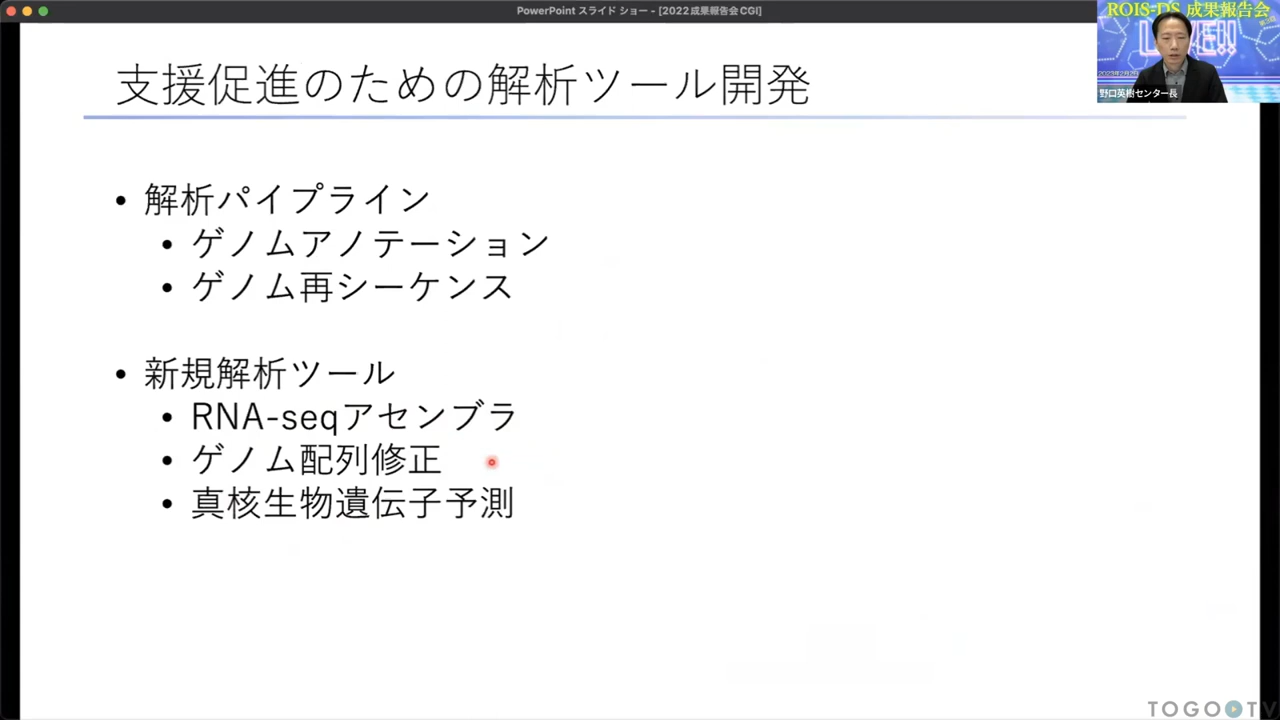 PowerPoint スライド ショー - [2022成果報告会CGI]
ROIS-DS 成果報告会
野口英樹センター長
支援促進のための解析ツール開発
• 解析パイプライン
• ゲノムアノテーション
• ゲノム再シーケンス
• 新規解析ツール
• RNA-seqアセンブラ
• ゲノム配列修正
• 真核生物遺伝子予測
TOGO TV